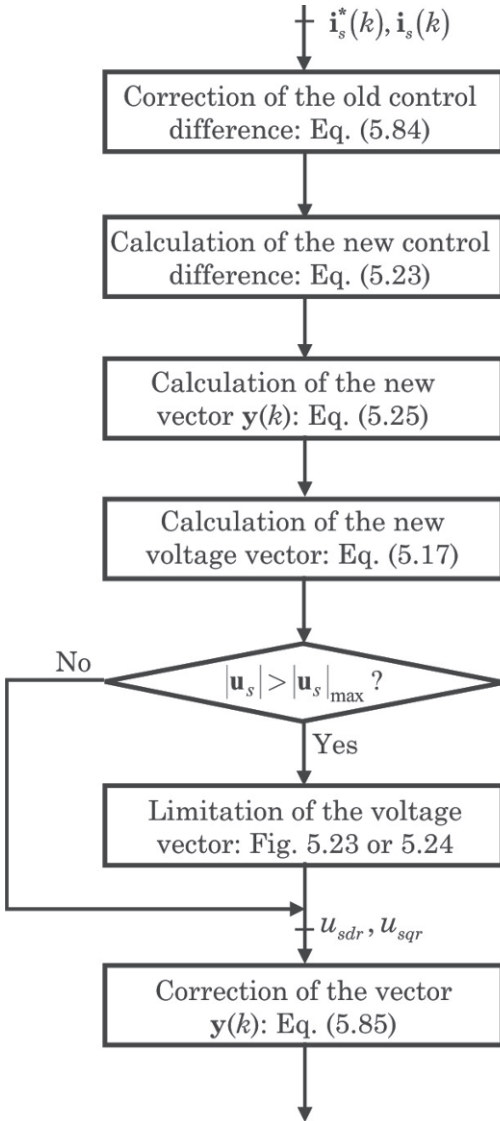 i_s^*(k), i_s(k)
Correction of the old control
difference: Eq. (5.84)
Calculation of the new control
difference: Eq. (5.23)
Calculation of the new
vector y(k): Eq. (5.25)
Calculation of the new
voltage vector: Eq. (5.17)
No
|u_s| > |u_s|_max ?
Yes
Limitation of the voltage
vector: Fig. 5.23 or 5.24
u_sdr, u_sqr
Correction of the vector
y(k): Eq. (5.85)